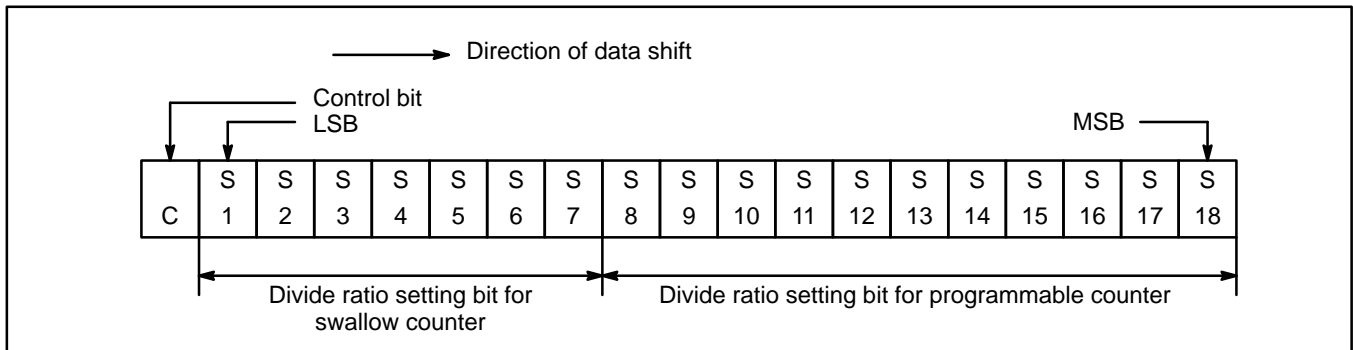 Direction of data shift
Control bit
LSB
MSB
S S S S S S S S S S S S S S S S S S
C 1 2 3 4 5 6 7 8 9 10 11 12 13 14 15 16 17 18
Divide ratio setting bit for
swallow counter
Divide ratio setting bit for programmable counter